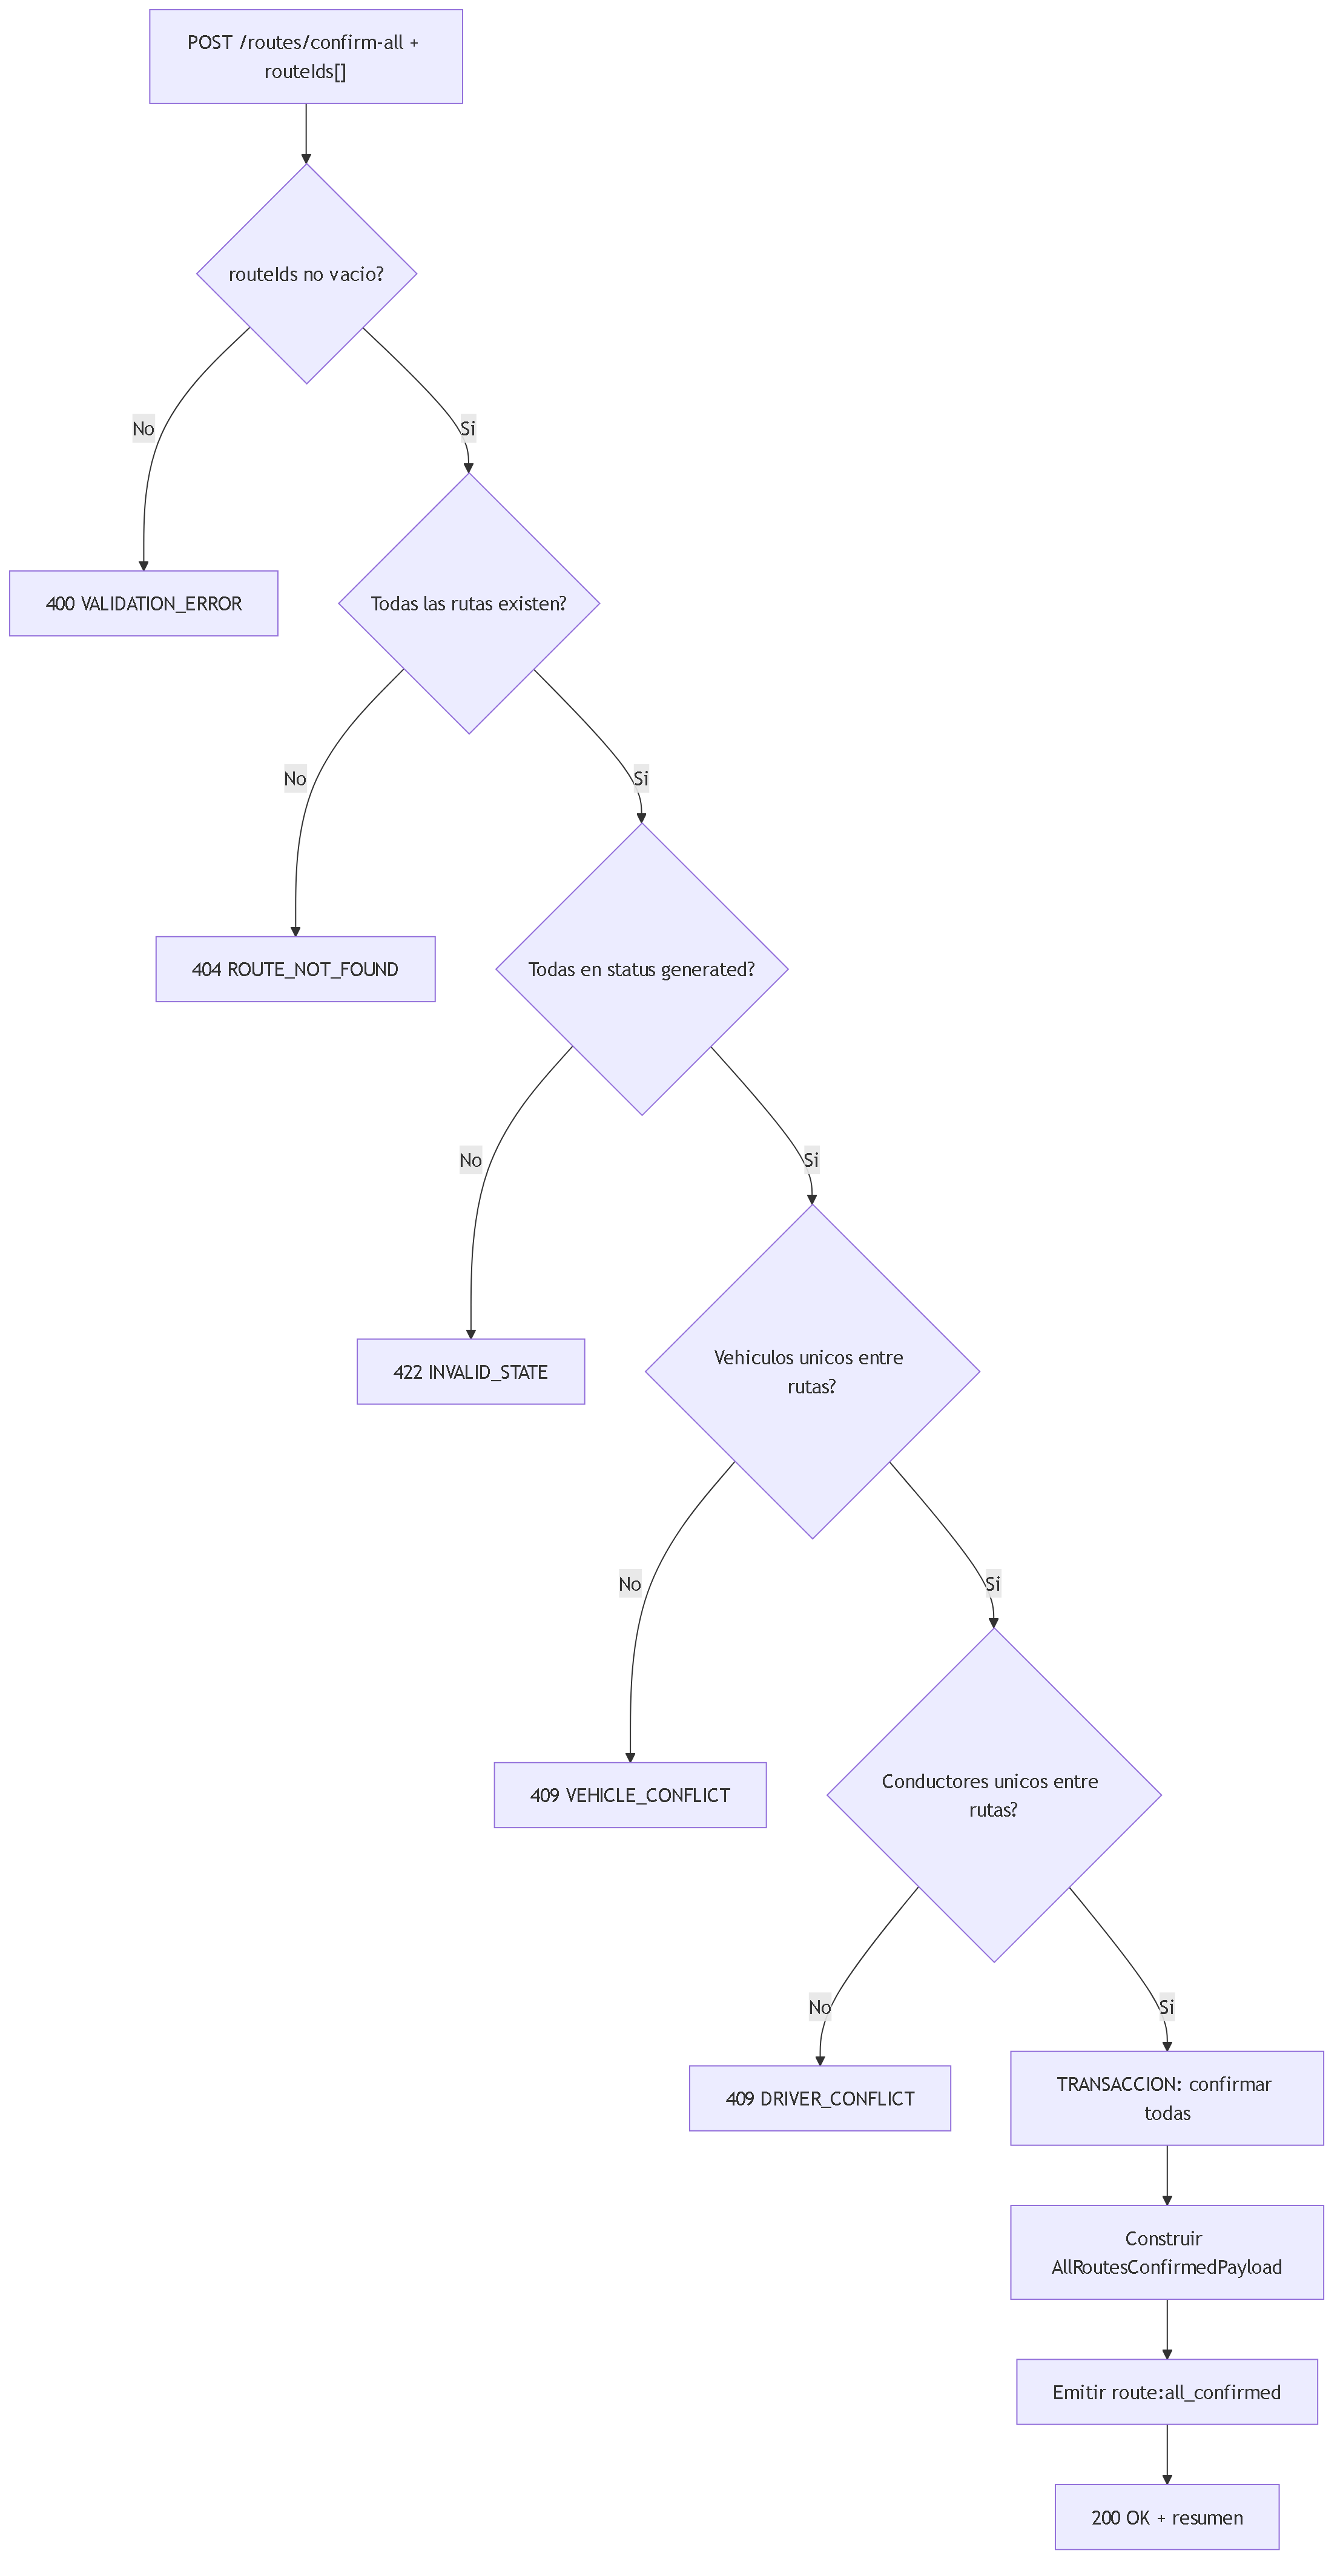 POST /routes/confirm-all +
routeIds[]
routeIds no vacio?
No
Si
400 VALIDATION_ERROR
Todas las rutas existen?
No
Si
404 ROUTE_NOT_FOUND
Todas en status generated?
No
Si
422 INVALID_STATE
Vehiculos unicos entre
rutas?
No
Si
409 VEHICLE_CONFLICT
Conductores unicos entre
rutas?
No
Si
409 DRIVER_CONFLICT
TRANSACCION: confirmar
todas
Construir
AllRoutesConfirmedPayload
Emitir route:all_confirmed
200 OK + resumen